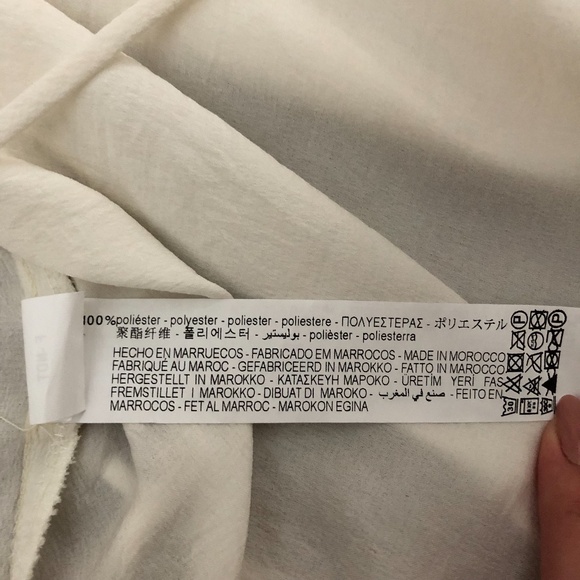 100%poliéster - polyester - poliester - poliestere - ΠΟΛΥΕΣΤΕΡΑΣ - ポリエステル
聚酯纤维 - 폴리에스터 - بوليستير - polièster - poliesterra
HECHO EN MARRUECOS - FABRICADO EM MARROCOS - MADE IN MOROCCO
FABRIQUÉ AU MAROC - GEFABRICEERD IN MAROKKO - FATTO IN MAROCCO
HERGESTELLT IN MAROKKO - ΚΑΤΑΣΚΕΥΗ ΜΑΡΟΚΟ - ÜRETİM YERİ FAS
FREMSTILLET I MAROKKO - DIBUAT DI MAROKO - صنع في المغرب - FEITO EN
MARROCOS - FET AL MARROC - MAROKON EGINA